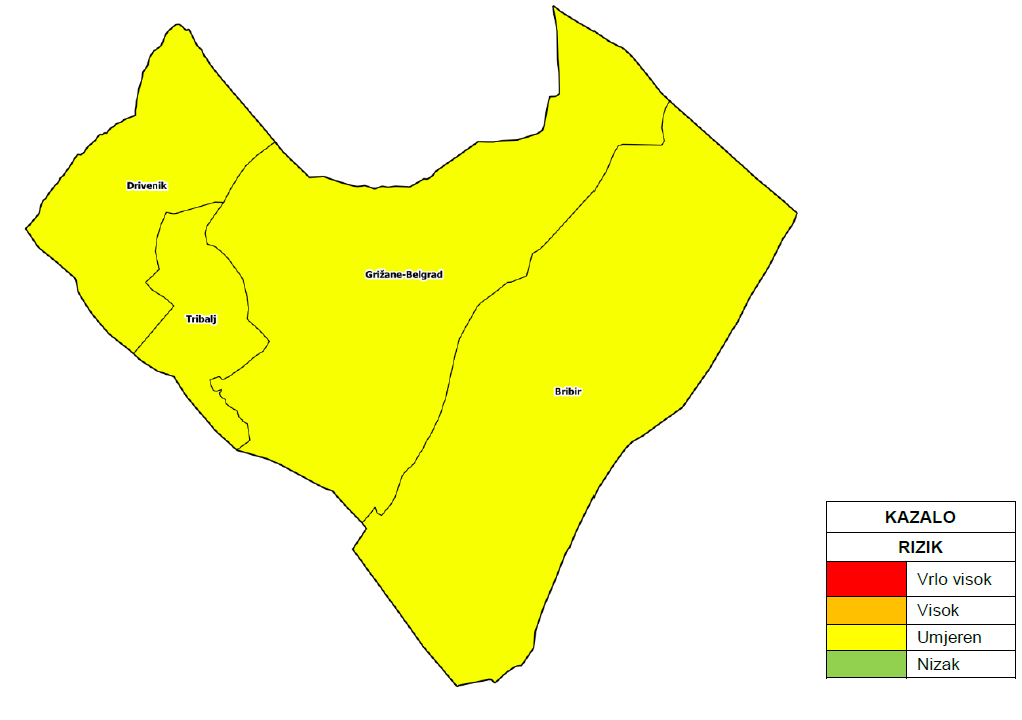 Drivenik
Grižane-Belgrad
Tribalj
Bribir
KAZALO
RIZIK
Vrlo visok
Visok
Umjeren
Nizak